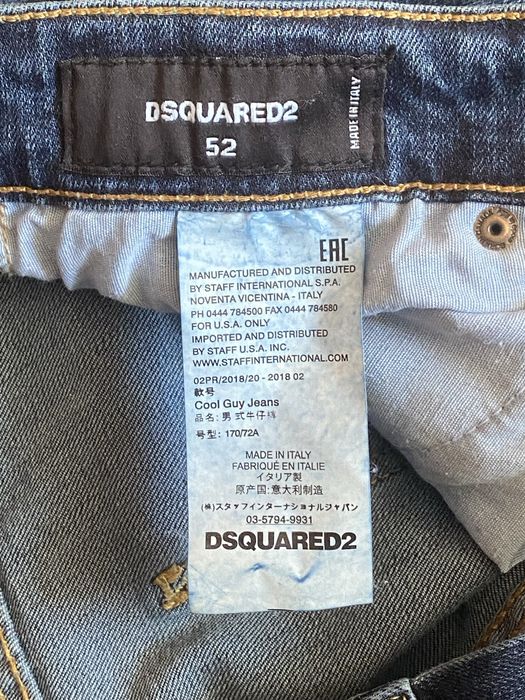 DSQUARED2
52
MADE IN ITALY
EAC
MANUFACTURED AND DISTRIBUTED
BY STAFF INTERNATIONAL S.P.A.
NOVENTA VICENTINA - ITALY
PH 0444 784500 FAX 0444 784580
FOR U.S.A. ONLY
IMPORTED AND DISTRIBUTED
BY STAFF U.S.A. INC.
WWW.STAFFINTERNATIONAL.COM
02PR/2018/20 - 2018 02
款号
Cool Guy Jeans
品名: 男 式 牛仔裤
号型: 170/72A
MADE IN ITALY
FABRIQUÉ EN ITALIE
イタリア製
原产国: 意大利制造
(株)スタッフインターナショナルジャパン
03-5794-9931
DSQUARED2